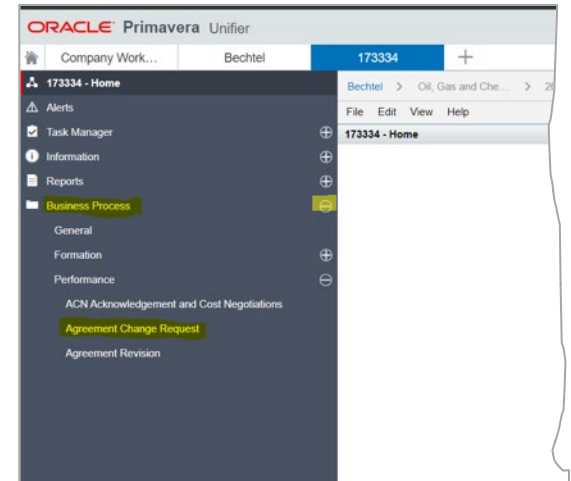 ORACLE Primavera Unifier
Company Work... Bechtel 173334
173334 - Home
Bechtel > Oil, Gas and Che... >
Alerts
File Edit View Help
Task Manager
173334 - Home
Information
Reports
Business Process
General
Formation
Performance
ACN Acknowledgement and Cost Negotiations
Agreement Change Request
Agreement Revision